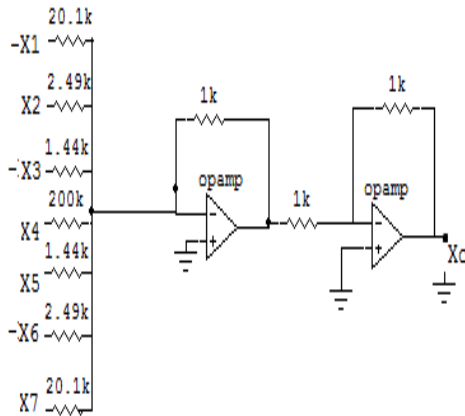 20.1k
-X1
2.49k
X2
1.44k
-X3
200k
X4
1.44k
X5
2.49k
-X6
20.1k
X7
1k
opamp
- 
+
1k
1k
opamp
-
+
Xo